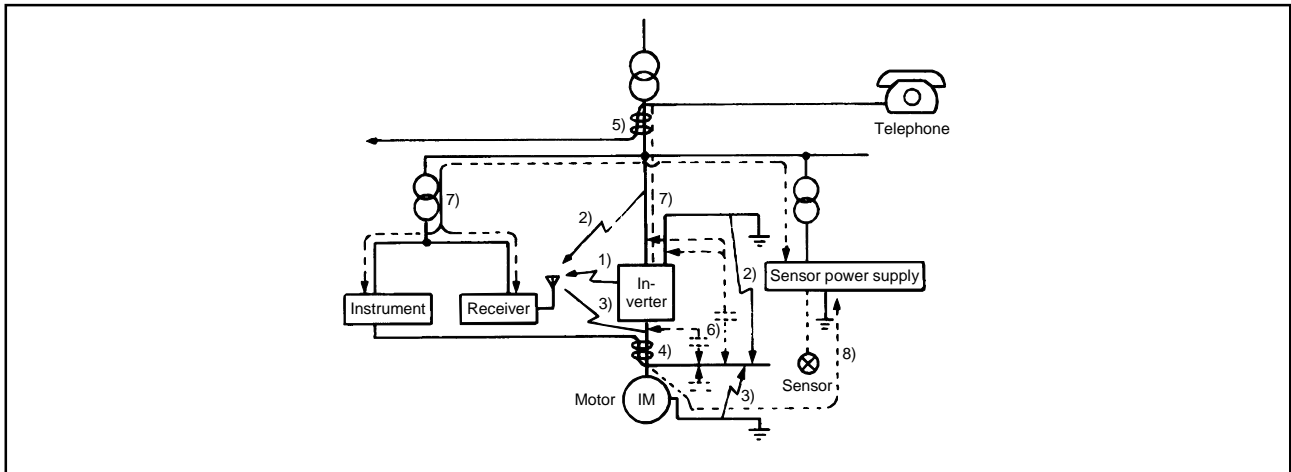 5)
Telephone
7)
7)
2)
1)
2)
In-
verter
Sensor power supply
Instrument
Receiver
3)
6)
4)
8)
Sensor
3)
Motor
IM